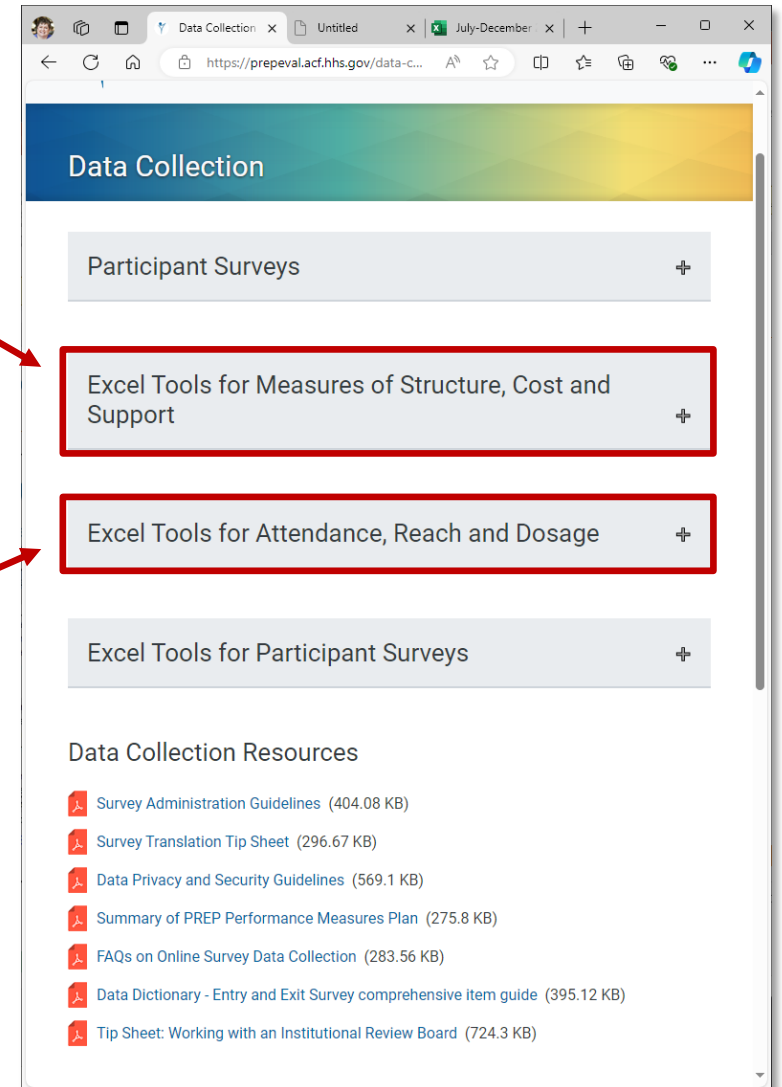 Data Collection
Untitled
July-December
https://prepeval.acf.hhs.gov/data-c...
Data Collection
Participant Surveys
Excel Tools for Measures of Structure, Cost and
Support
Excel Tools for Attendance, Reach and Dosage
Excel Tools for Participant Surveys
Data Collection Resources
Survey Administration Guidelines (404.08 KB)
Survey Translation Tip Sheet (296.67 KB)
Data Privacy and Security Guidelines (569.1 KB)
Summary of PREP Performance Measures Plan (275.8 KB)
FAQs on Online Survey Data Collection (283.56 KB)
Data Dictionary - Entry and Exit Survey comprehensive item guide (395.12 KB)
Tip Sheet: Working with an Institutional Review Board (724.3 KB)